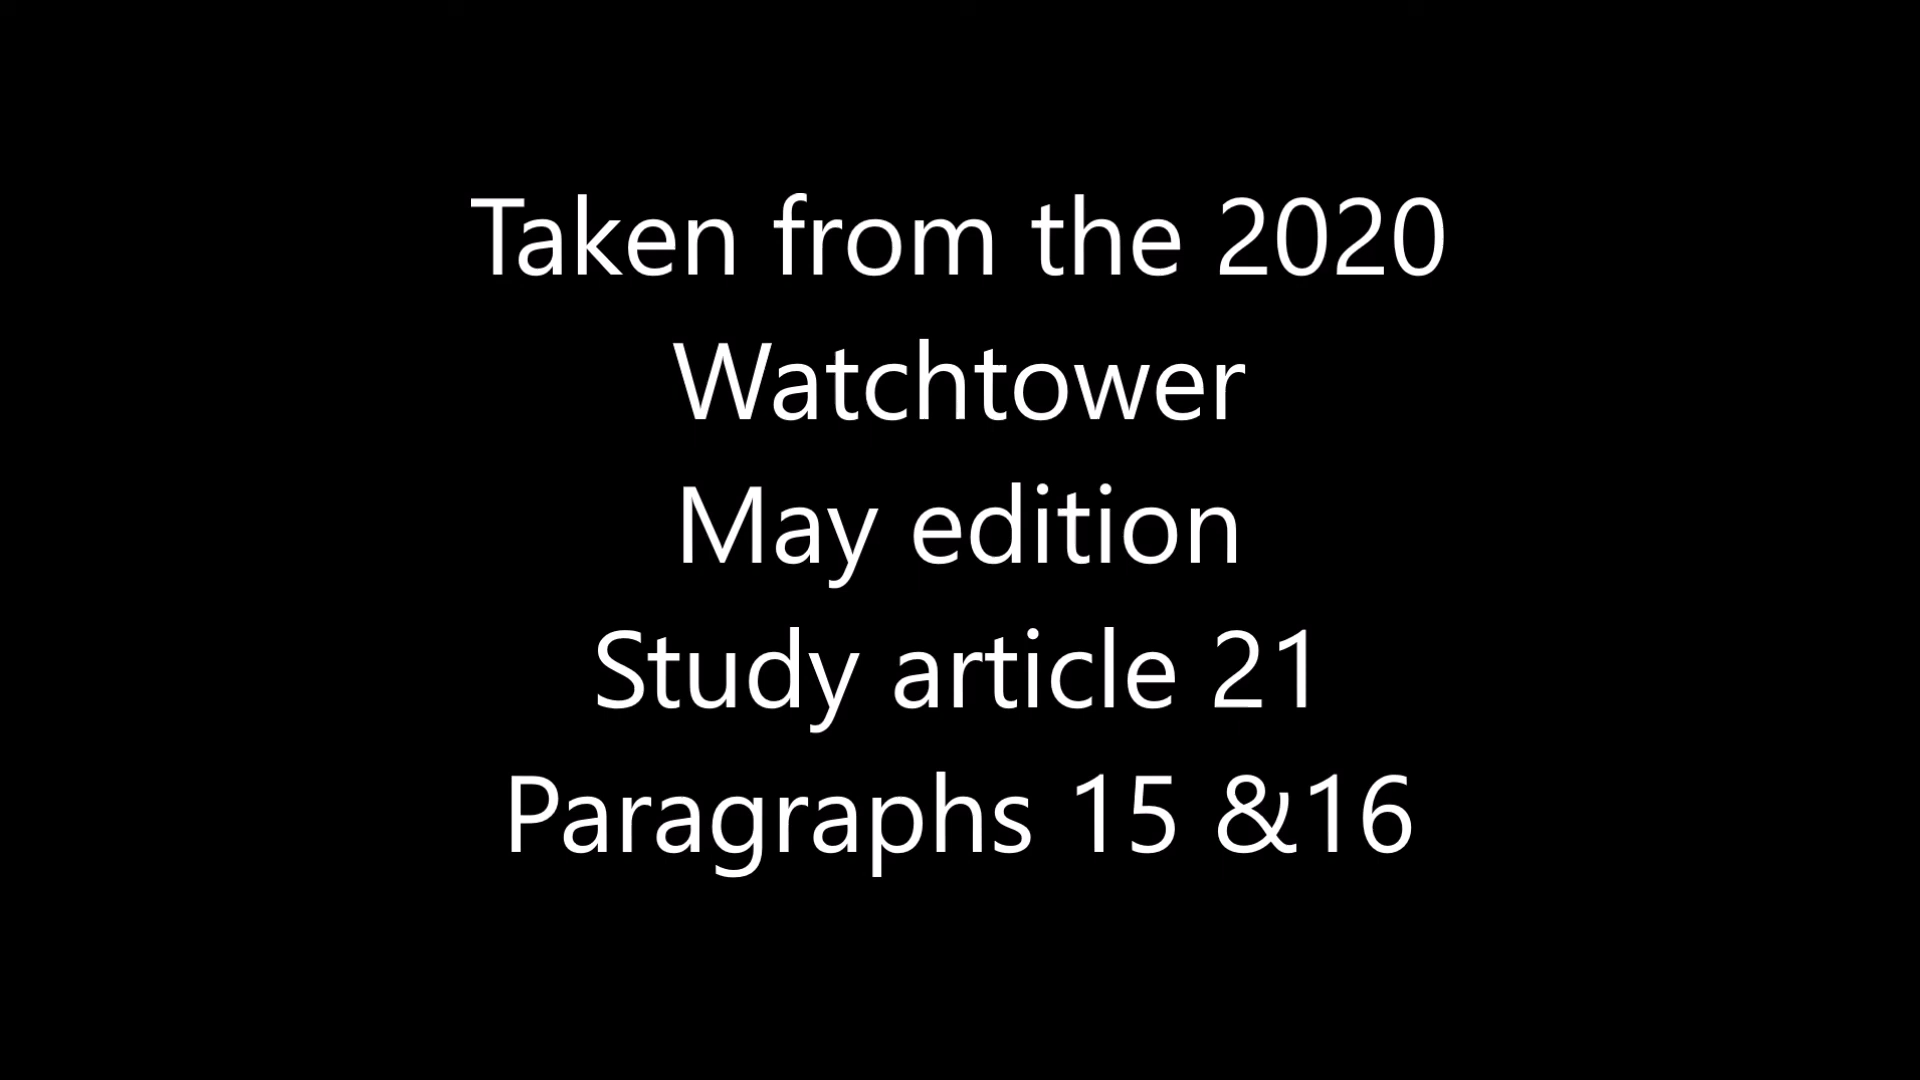 Taken from the 2020
Watchtower
May edition
Study article 21
Paragraphs 15 &16